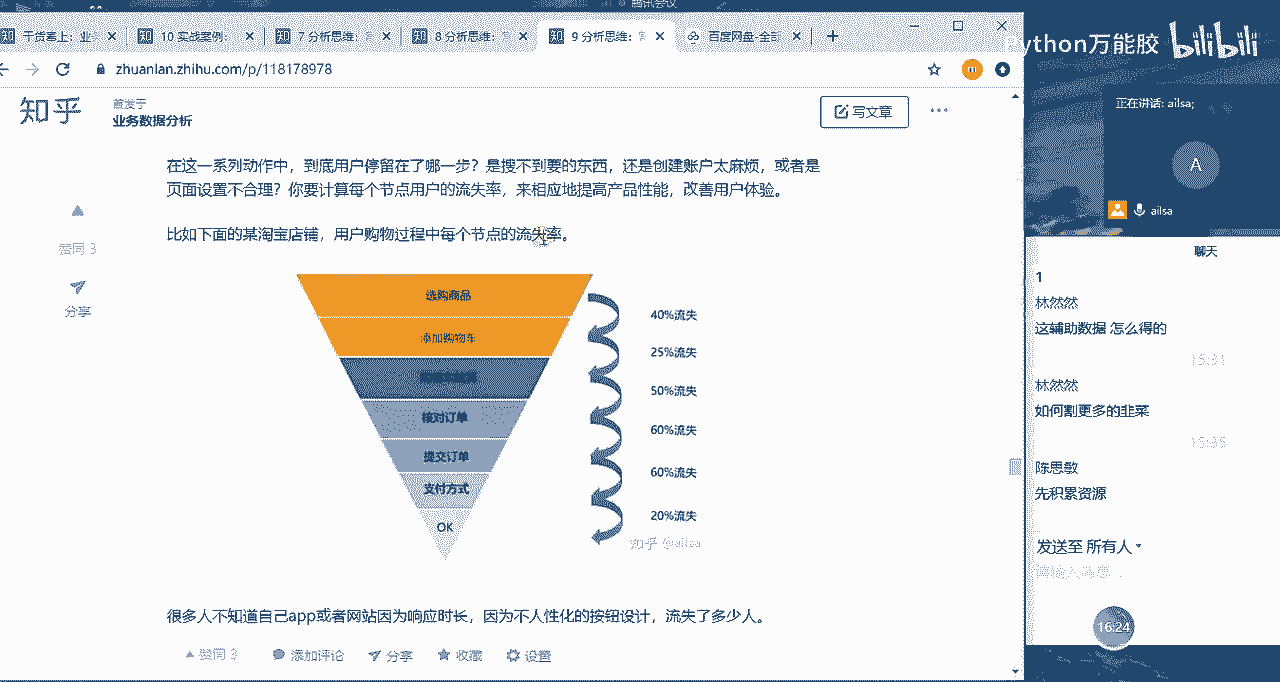 腾讯会议
干货奉上：业
10 实战案例：
7 分析思维：
8 分析思维：
9 分析思维：
百度网盘-全部
zhuanlan.zhihu.com/p/118178978
Python万能胶
bilibili
知乎
业务数据分析
写文章
正在讲话: ailsa;
A
ailsa
在这一系列动作中，到底用户停留在了哪一步？是搜不到要的东西，还是创建账户太麻烦，或者是
页面设置不合理？你要计算每个节点用户的流失率，来相应地提高产品性能，改善用户体验。
赞同 3
分享
比如下面的某淘宝店铺，用户购物过程中每个节点的流失率。
选购商品
添加购物车
核对订单
提交订单
支付方式
OK
40%流失
25%流失
50%流失
60%流失
60%流失
20%流失
知乎 @ailsa
很多人不知道自己app或者网站因为响应时长，因为不人性化的按钮设计，流失了多少人。
赞同 3
添加评论
分享
收藏
设置
聊天
1
林然然
这辅助数据 怎么得的
15:31
林然然
如何割更多的韭菜
15:35
陈思敏
先积累资源
发送至 所有人
16:24